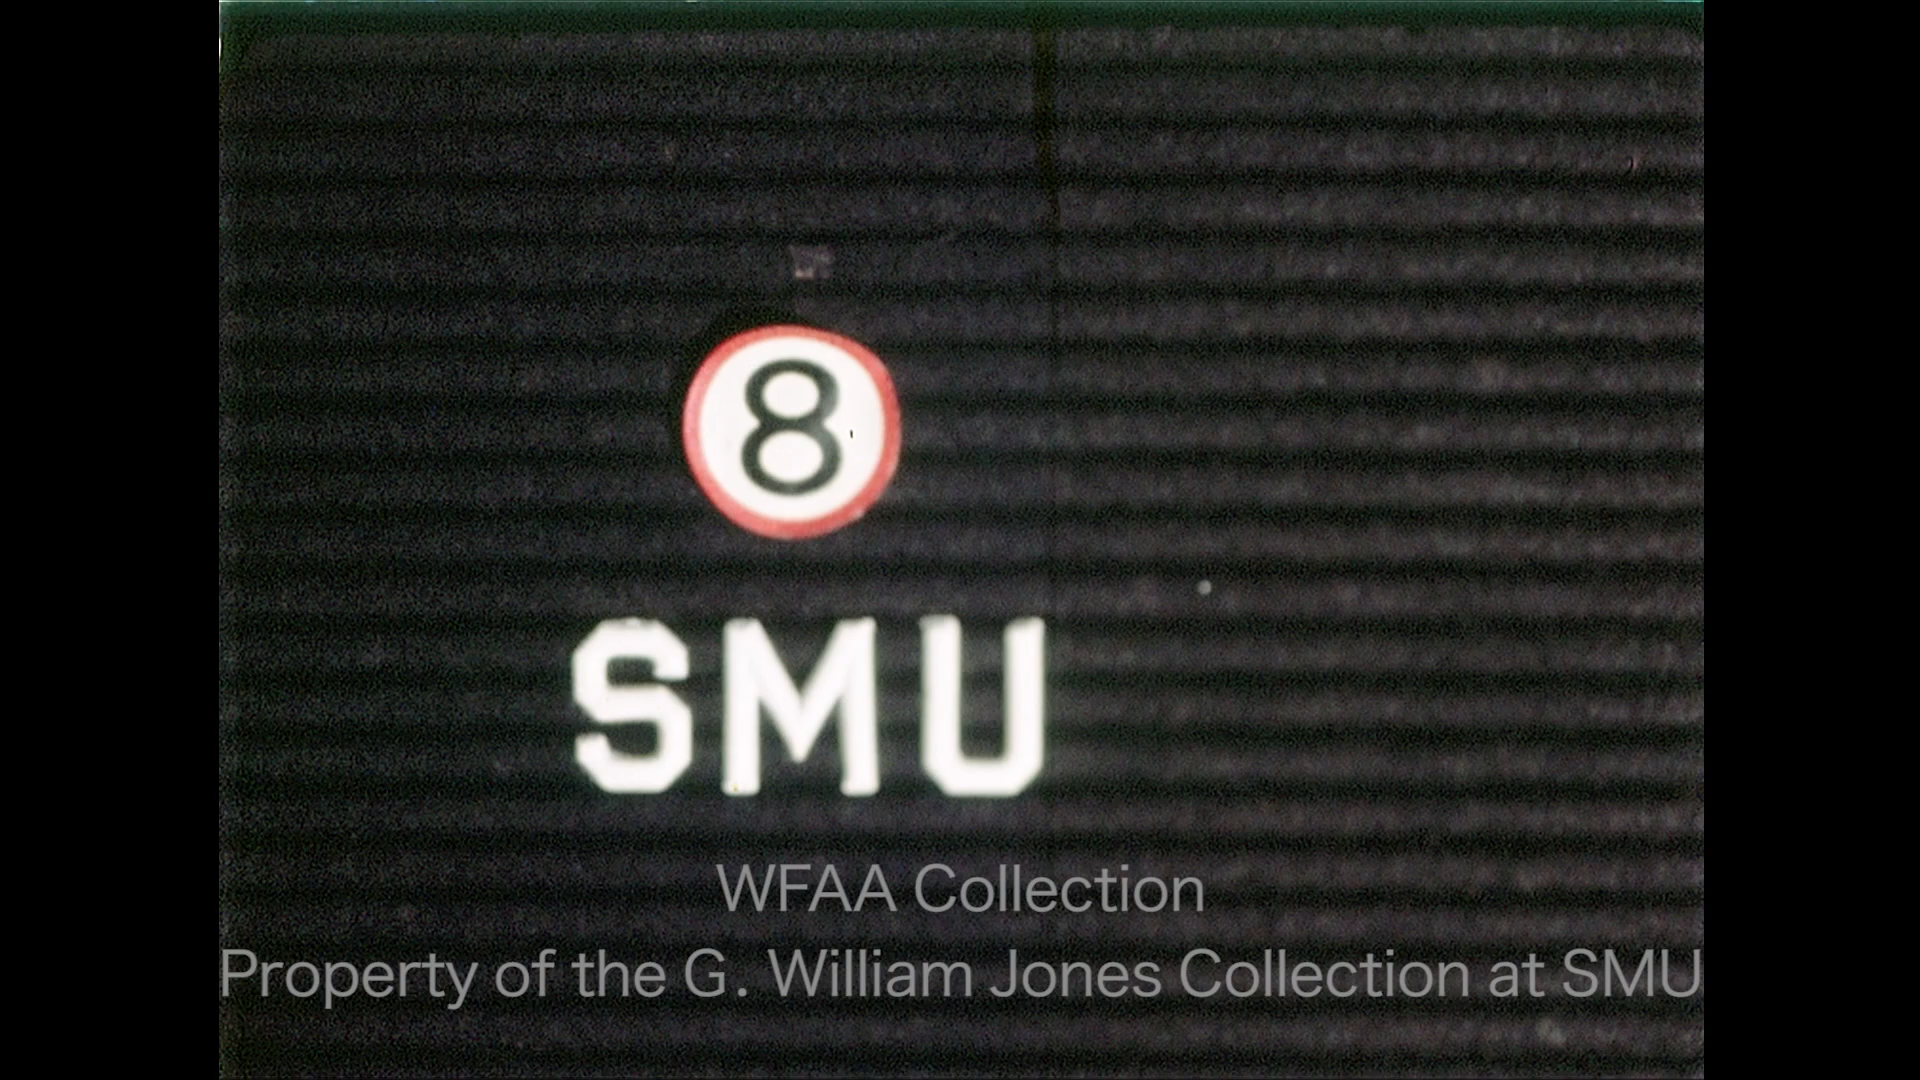 8
SMU
WFAA Collection
Property of the G. William Jones Collection at SMU